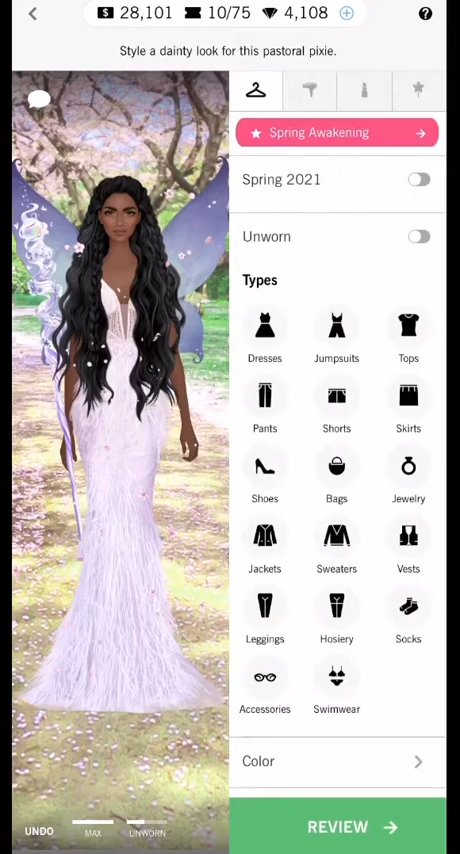 $ 28,101 10/75 4,108
?
Style a dainty look for this pastoral pixie.
Spring Awakening
Spring 2021
Unworn
Types
Dresses Jumpsuits Tops
Pants Shorts Skirts
Shoes Bags Jewelry
Jackets Sweaters Vests
Leggings Hosiery Socks
Accessories Swimwear
Color
UNDO MAX UNWORN
REVIEW